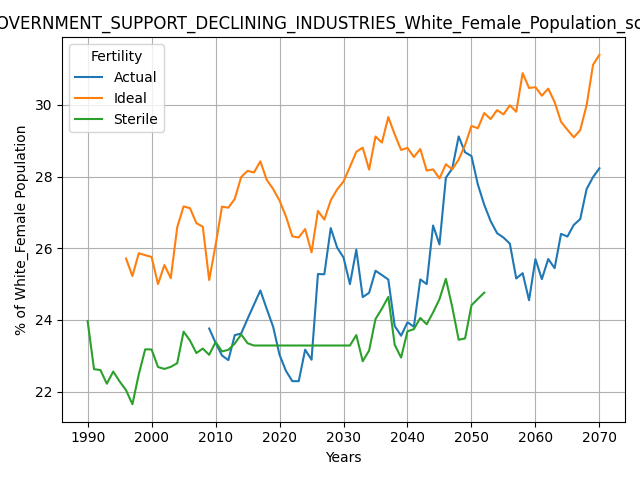 OVERNMENT_SUPPORT_DECLINING_INDUSTRIES_White_Female_Population_sc
Fertility
Actual
Ideal
Sterile
% of White_Female Population
30
28
26
24
22
1990
2000
2010
2020
2030
2040
2050
2060
2070
Years